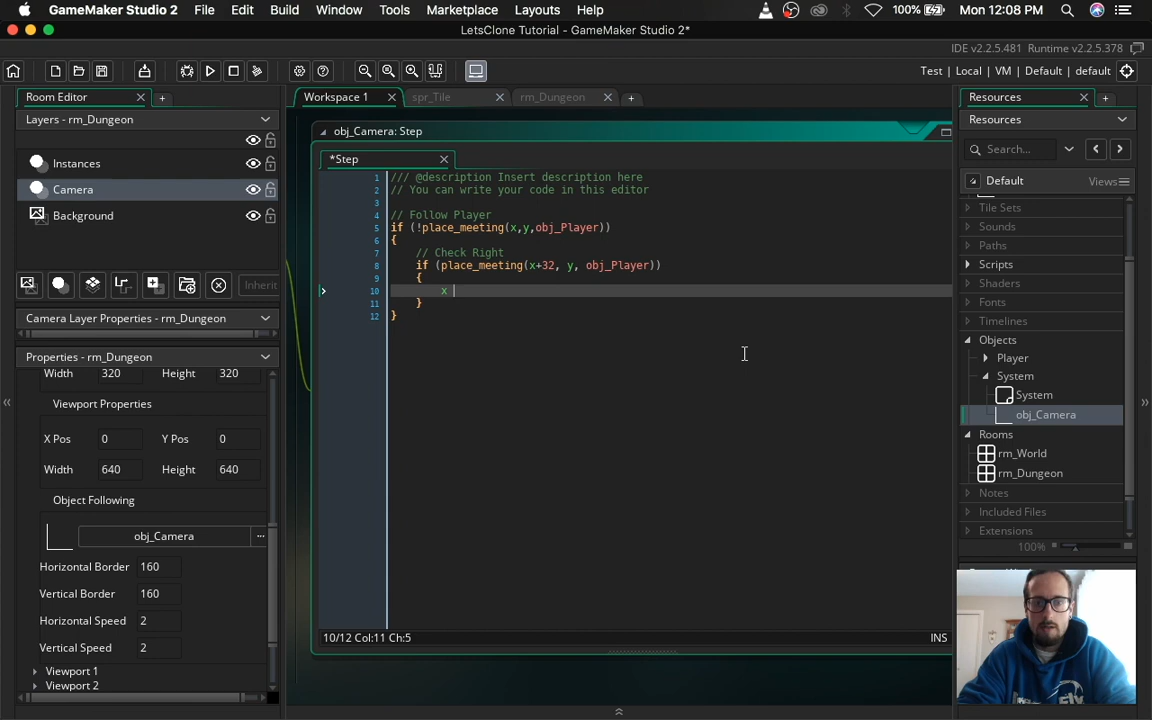 GameMaker Studio 2 File Edit Build Window Tools Marketplace Layouts Help 100% Mon 12:08 PM
LetsClone Tutorial - GameMaker Studio 2*
IDE v2.2.5.481 Runtime v2.2.5.378
Test | Local | VM | Default | default
Room Editor
Workspace 1
spr_Tile
rm_Dungeon
Resources
Layers - rm_Dungeon
obj_Camera: Step
Resources
*Step
Search...
Instances
Camera
Background
1 /// @description Insert description here
2 // You can write your code in this editor
3
4 // Follow Player
5 if (!place_meeting(x,y,obj_Player))
6 {
7 // Check Right
8 if (place_meeting(x+32, y, obj_Player))
9 {
10 x
11 }
12 }
Default Views
Tile Sets
Sounds
Paths
Scripts
Shaders
Fonts
Timelines
Objects
Player
System
System
obj_Camera
Rooms
rm_World
rm_Dungeon
Notes
Included Files
Extensions
100%
Inherit
Camera Layer Properties - rm_Dungeon
Properties - rm_Dungeon
Width 320 Height 320
Viewport Properties
X Pos 0 Y Pos 0
Width 640 Height 640
Object Following
obj_Camera ...
Horizontal Border 160
Vertical Border 160
Horizontal Speed 2
Vertical Speed 2
Viewport 1
Viewport 2
10/12 Col:11 Ch:5
INS